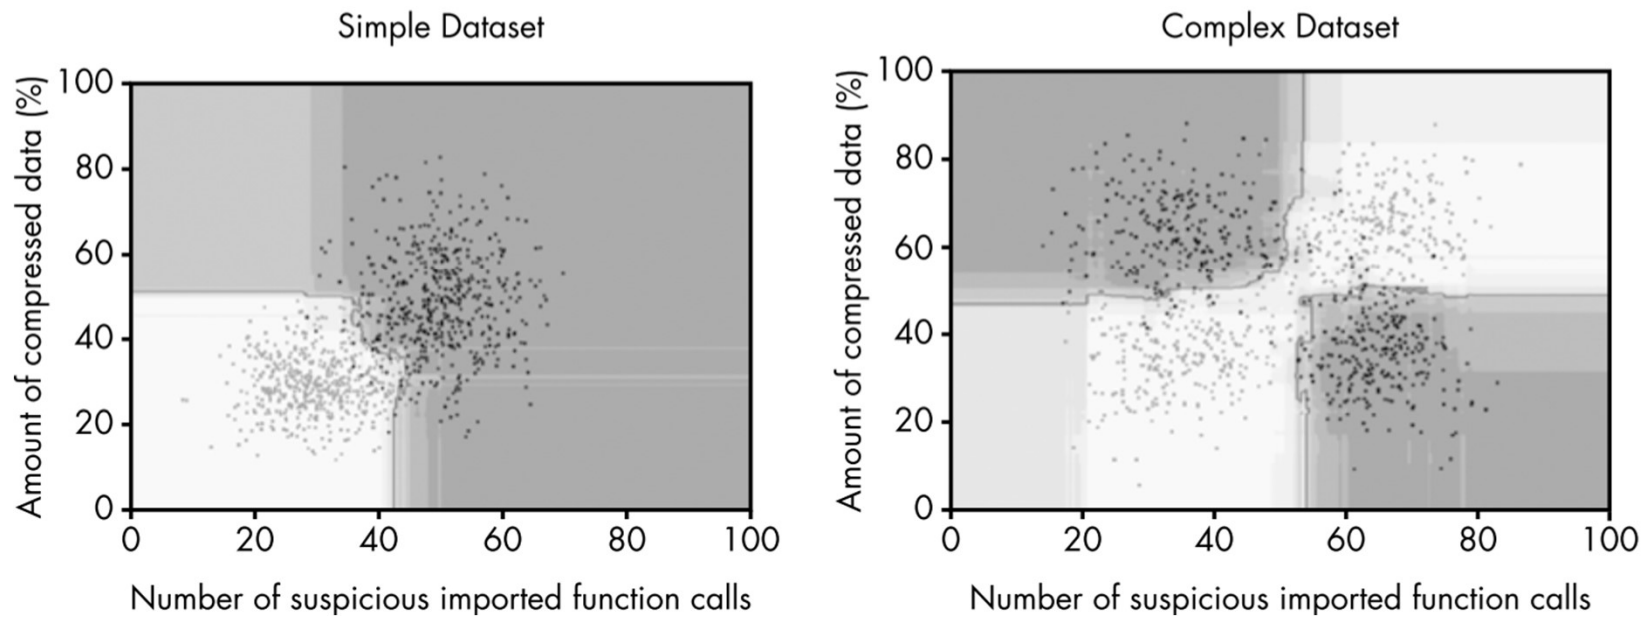 Simple Dataset
Amount of compressed data (%)
100
80
60
40
20
0
0 20 40 60 80 100
Number of suspicious imported function calls
Complex Dataset
Amount of compressed data (%)
100
80
60
40
20
0
0 20 40 60 80 100
Number of suspicious imported function calls